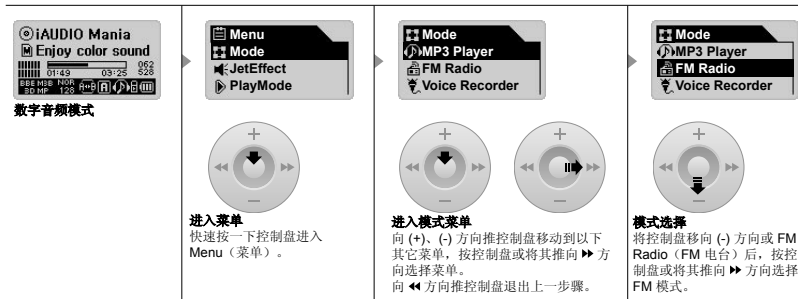 iAUDIO Mania
M Enjoy color sound
01:49 03:25 062 528
BBE M3B NOR
3D MP 128 A↔B A
数字音频模式
Menu
Mode
JetEffect
PlayMode
进入菜单
快速按一下控制盘进入
Menu（菜单）。
Mode
MP3 Player
FM Radio
Voice Recorder
进入模式菜单
向 (+)、(-) 方向推控制盘移动到以下
其它菜单，按控制盘或将其推向 ▶▶ 方
向选择菜单。
向 ◀◀ 方向推控制盘退出上一步骤。
Mode
MP3 Player
FM Radio
Voice Recorder
模式选择
将控制盘移向 (-) 方向或 FM
Radio（FM 电台）后，按控
制盘或将其推向 ▶▶ 方向选择
FM 模式。